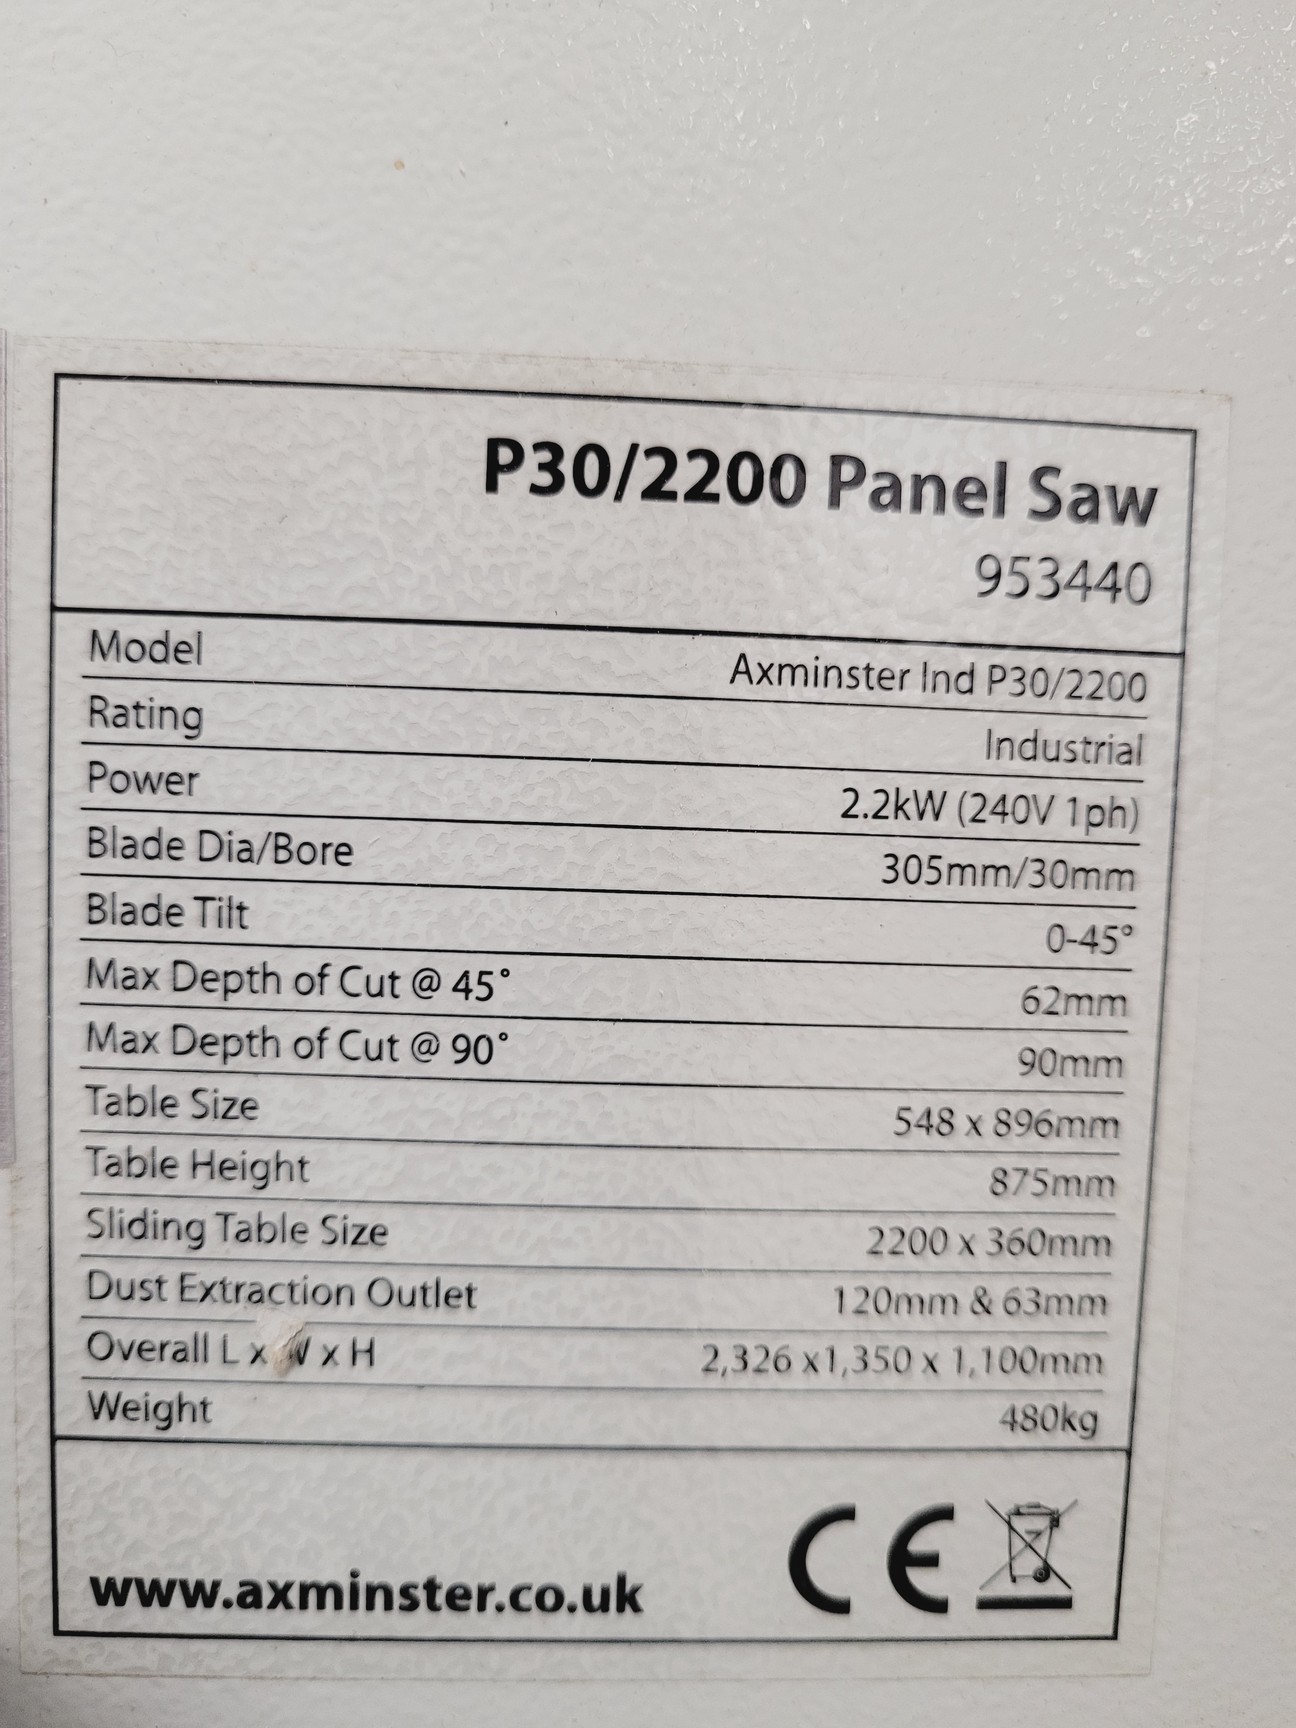 P30/2200 Panel Saw
953440
Model Axminster Ind P30/2200
Rating Industrial
Power 2.2kW (240V 1ph)
Blade Dia/Bore 305mm/30mm
Blade Tilt 0-45°
Max Depth of Cut @ 45° 62mm
Max Depth of Cut @ 90° 90mm
Table Size 548 x 896mm
Table Height 875mm
Sliding Table Size 2200 x 360mm
Dust Extraction Outlet 120mm & 63mm
Overall L x W x H 2,326 x1,350 x 1,100mm
Weight 480kg
www.axminster.co.uk CE